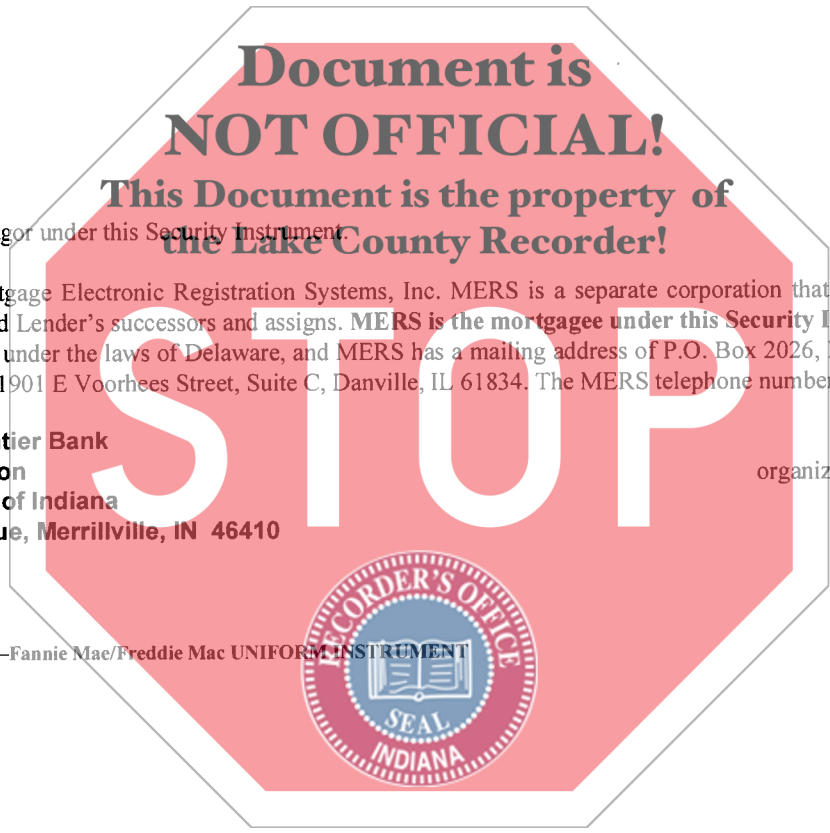 Document is
NOT OFFICIAL!
This Document is the property of
the Lake County Recorder!
gor under this Security Instrument.
tgage Electronic Registration Systems, Inc. MERS is a separate corporation that
d Lender's successors and assigns. MERS is the mortgagee under this Security I
under the laws of Delaware, and MERS has a mailing address of P.O. Box 2026,
1901 E Voorhees Street, Suite C, Danville, IL 61834. The MERS telephone number
STOP
tier Bank
on
organiz
of Indiana
ue, Merrillville, IN 46410
RECORDER'S OFFICE
–Fannie Mae/Freddie Mac UNIFORM INSTRUMENT
SEAL
INDIANA